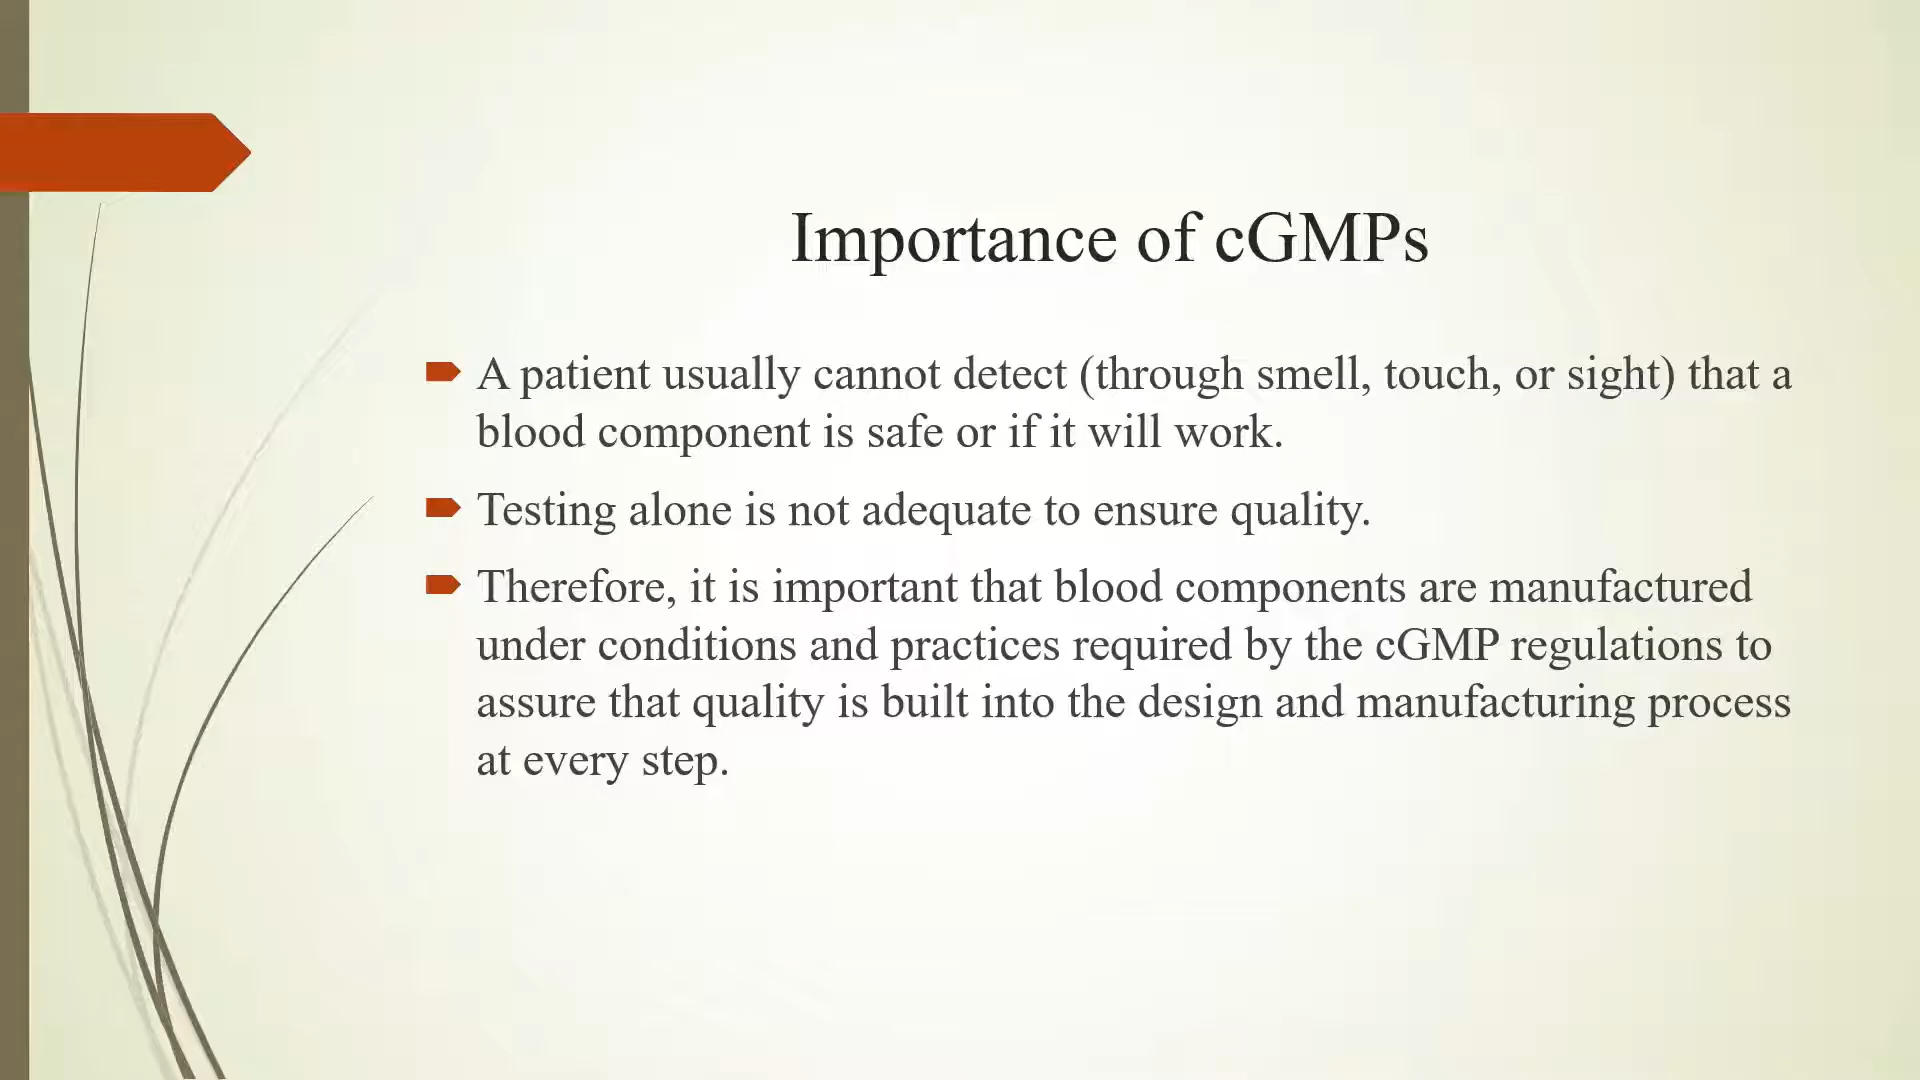 Importance of cGMPs
A patient usually cannot detect (through smell, touch, or sight) that a
blood component is safe or if it will work.
Testing alone is not adequate to ensure quality.
Therefore, it is important that blood components are manufactured
under conditions and practices required by the cGMP regulations to
assure that quality is built into the design and manufacturing process
at every step.